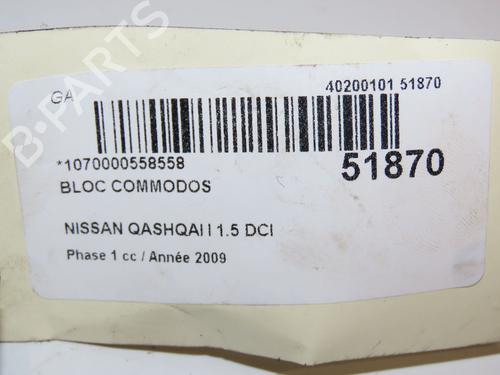 B-PARTS
GA
40200101 51870
*1070000558558
51870
BLOC COMMODOS
NISSAN QASHQAI I 1.5 DCI
Phase 1 cc / Année 2009